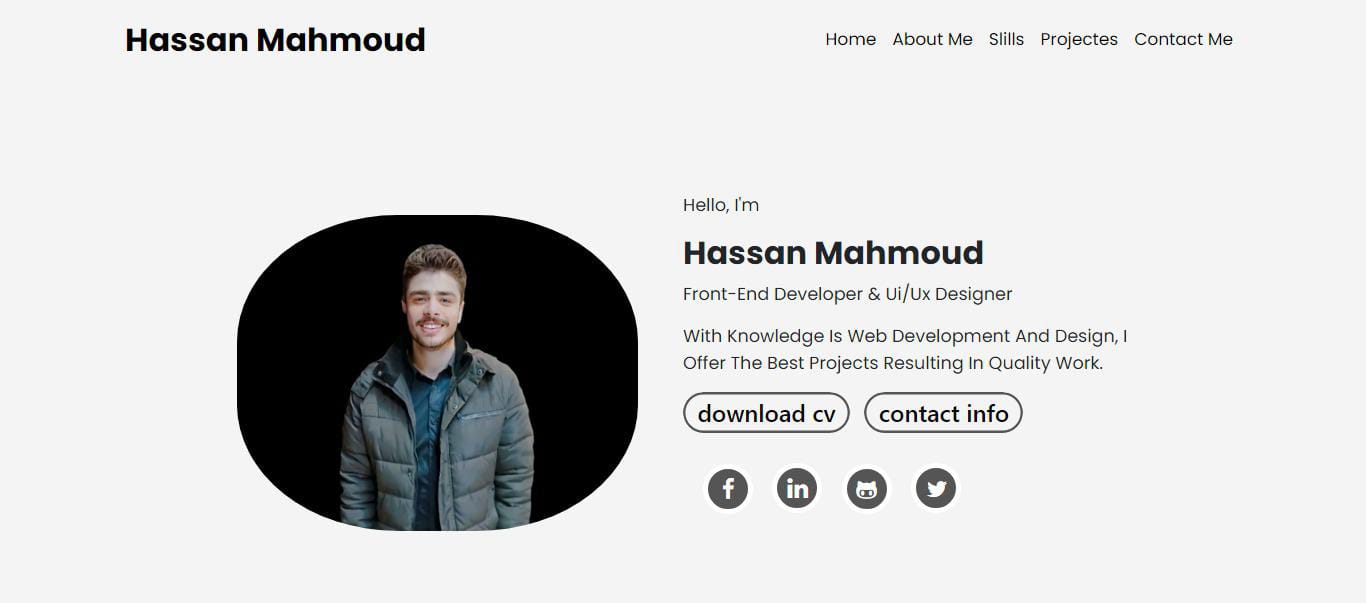 Hassan Mahmoud
Home About Me Slills Projectes Contact Me
Hello, I'm
Hassan Mahmoud
Front-End Developer & Ui/Ux Designer
With Knowledge Is Web Development And Design, I
Offer The Best Projects Resulting In Quality Work.
download cv contact info